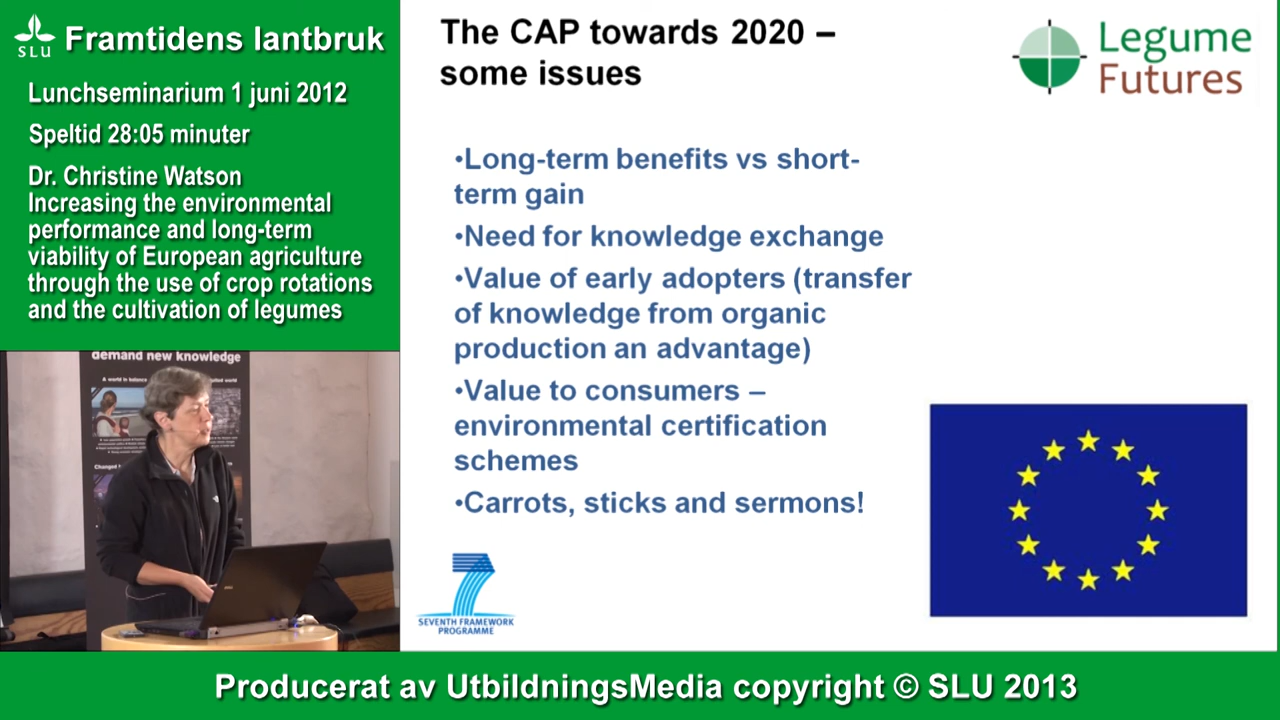 SLU
Framtidens lantbruk
Lunchseminarium 1 juni 2012
Speltid 28:05 minuter
Dr. Christine Watson
Increasing the environmental
performance and long-term
viability of European agriculture
through the use of crop rotations
and the cultivation of legumes
demand new knowledge
The CAP towards 2020 –
some issues
Legume
Futures
•Long-term benefits vs short-
term gain
•Need for knowledge exchange
•Value of early adopters (transfer
of knowledge from organic
production an advantage)
•Value to consumers –
environmental certification
schemes
•Carrots, sticks and sermons!
SEVENTH FRAMEWORK
PROGRAMME
Producerat av UtbildningsMedia copyright © SLU 2013